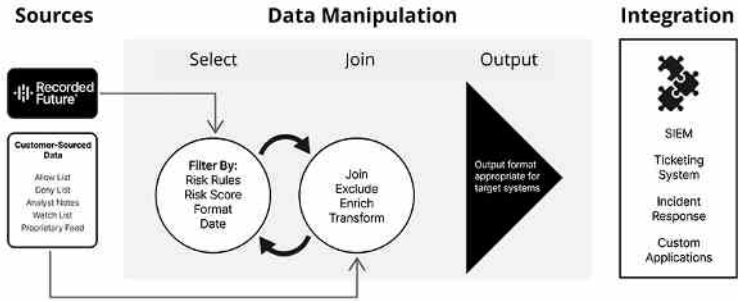 Sources
Data Manipulation
Integration
Select
Join
Output
Recorded
Future®
Customer-Sourced
Data
Allow List
Deny List
Analyst Notes
Watch List
Proprietary Feed
Filter By:
Risk Rules
Risk Score
Format
Date
Join
Exclude
Enrich
Transform
Output format
appropriate for
target systems
SIEM
Ticketing
System
Incident
Response
Custom
Applications